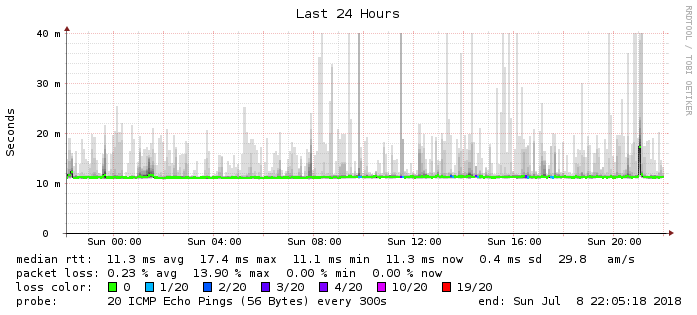 Last 24 Hours
RRDTOOL / TOBI OETIKER
Seconds
40 m
30 m
20 m
10 m
0
Sun 00:00 Sun 04:00 Sun 08:00 Sun 12:00 Sun 16:00 Sun 20:00
median rtt: 11.3 ms avg 17.4 ms max 11.1 ms min 11.3 ms now 0.4 ms sd 29.8 am/s
packet loss: 0.23 % avg 13.90 % max 0.00 % min 0.00 % now
loss color: 0 1/20 2/20 3/20 4/20 10/20 19/20
probe: 20 ICMP Echo Pings (56 Bytes) every 300s end: Sun Jul 8 22:05:18 2018